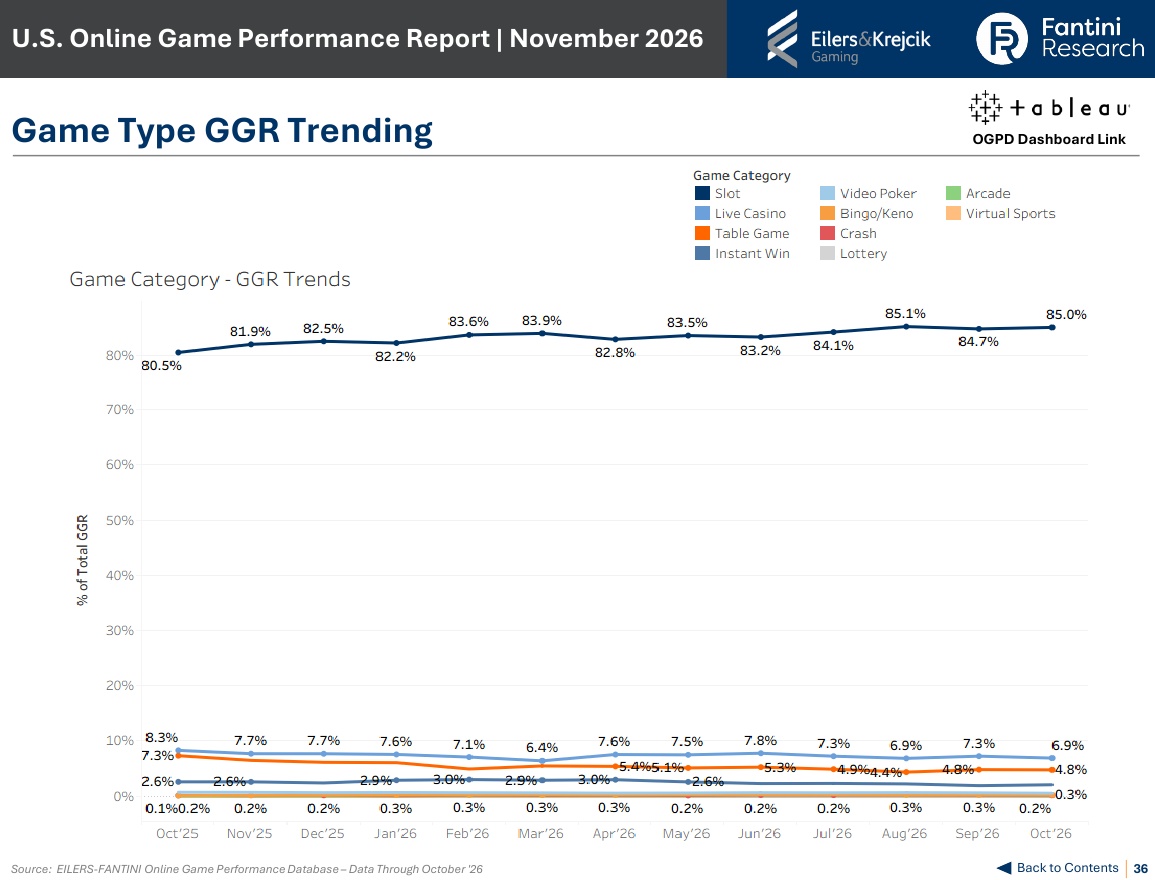 U.S. Online Game Performance Report | November 2026
Eilers&Krejcik
Gaming
Fantini
Research
Game Type GGR Trending
+ a b l e a u
OGPD Dashboard Link
Game Category
Slot Video Poker Arcade
Live Casino Bingo/Keno Virtual Sports
Table Game Crash
Instant Win Lottery
Game Category - GGR Trends
% of Total GGR
80%
70%
60%
50%
40%
30%
20%
10%
0%
80.5% 81.9% 82.5% 82.2% 83.6% 83.9% 82.8% 83.5% 83.2% 84.1% 85.1% 84.7% 85.0%
8.3% 7.7% 7.7% 7.6% 7.1% 6.4% 7.6% 7.5% 7.8% 7.3% 6.9% 7.3% 6.9%
7.3% 5.4% 5.1% 5.3% 4.9% 4.4% 4.8% 4.8%
2.6% 2.6% 2.9% 3.0% 2.9% 3.0% 2.6%
0.3%
0.1% 0.2% 0.2% 0.2% 0.3% 0.3% 0.3% 0.3% 0.2% 0.2% 0.2% 0.3% 0.3% 0.2%
Oct'25 Nov'25 Dec'25 Jan'26 Feb'26 Mar'26 Apr'26 May'26 Jun'26 Jul'26 Aug'26 Sep'26 Oct'26
Source: EILERS-FANTINI Online Game Performance Database – Data Through October '26
Back to Contents 36